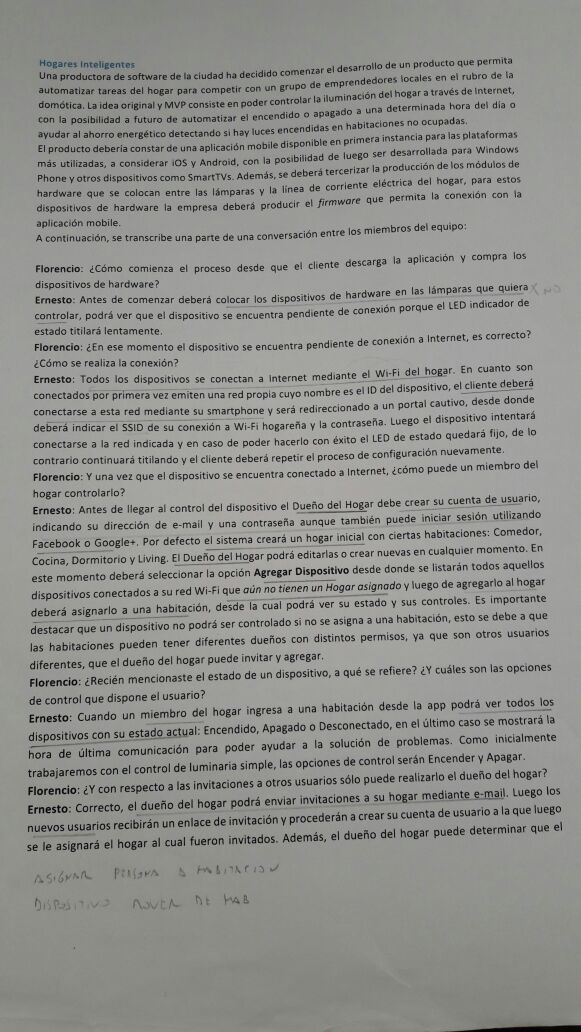 Hogares Inteligentes
Una productora de software de la ciudad ha decidido comenzar el desarrollo de un producto que permita
automatizar tareas del hogar para competir con un grupo de emprendedores locales en el rubro de la
domótica. La idea original y MVP consiste en poder controlar la iluminación del hogar a través de Internet,
con la posibilidad a futuro de automatizar el encendido o apagado a una determinada hora del día o
ayudar al ahorro energético detectando si hay luces encendidas en habitaciones no ocupadas.
El producto debería constar de una aplicación mobile disponible en primera instancia para las plataformas
más utilizadas, a considerar iOS y Android, con la posibilidad de luego ser desarrollada para Windows
Phone y otros dispositivos como SmartTVs. Además, se deberá tercerizar la producción de los módulos de
hardware que se colocan entre las lámparas y la línea de corriente eléctrica del hogar, para estos
dispositivos de hardware la empresa deberá producir el firmware que permita la conexión con la
aplicación mobile.
A continuación, se transcribe una parte de una conversación entre los miembros del equipo:
Florencio: ¿Cómo comienza el proceso desde que el cliente descarga la aplicación y compra los
dispositivos de hardware?
Ernesto: Antes de comenzar deberá colocar los dispositivos de hardware en las lámparas que quiera X NO
controlar, podrá ver que el dispositivo se encuentra pendiente de conexión porque el LED indicador de
estado titilará lentamente.
Florencio: ¿En ese momento el dispositivo se encuentra pendiente de conexión a Internet, es correcto?
¿Cómo se realiza la conexión?
Ernesto: Todos los dispositivos se conectan a Internet mediante el Wi-Fi del hogar. En cuanto son
conectados por primera vez emiten una red propia cuyo nombre es el ID del dispositivo, el cliente deberá
conectarse a esta red mediante su smartphone y será redireccionado a un portal cautivo, desde donde
deberá indicar el SSID de su conexión a Wi-Fi hogareña y la contraseña. Luego el dispositivo intentará
conectarse a la red indicada y en caso de poder hacerlo con éxito el LED de estado quedará fijo, de lo
contrario continuará titilando y el cliente deberá repetir el proceso de configuración nuevamente.
Florencio: Y una vez que el dispositivo se encuentra conectado a Internet, ¿cómo puede un miembro del
hogar controlarlo?
Ernesto: Antes de llegar al control del dispositivo el Dueño del Hogar debe crear su cuenta de usuario,
indicando su dirección de e-mail y una contraseña aunque también puede iniciar sesión utilizando
Facebook o Google+. Por defecto el sistema creará un hogar inicial con ciertas habitaciones: Comedor,
Cocina, Dormitorio y Living. El Dueño del Hogar podrá editarlas o crear nuevas en cualquier momento. En
este momento deberá seleccionar la opción Agregar Dispositivo desde donde se listarán todos aquellos
dispositivos conectados a su red Wi-Fi que aún no tienen un Hogar asignado y luego de agregarlo al hogar
deberá asignarlo a una habitación, desde la cual podrá ver su estado y sus controles. Es importante
destacar que un dispositivo no podrá ser controlado si no se asigna a una habitación, esto se debe a que
las habitaciones pueden tener diferentes dueños con distintos permisos, ya que son otros usuarios
diferentes, que el dueño del hogar puede invitar y agregar.
Florencio: ¿Recién mencionaste el estado de un dispositivo, a qué se refiere? ¿Y cuáles son las opciones
de control que dispone el usuario?
Ernesto: Cuando un miembro del hogar ingresa a una habitación desde la app podrá ver todos los
dispositivos con su estado actual: Encendido, Apagado o Desconectado, en el último caso se mostrará la
hora de última comunicación para poder ayudar a la solución de problemas. Como inicialmente
trabajaremos con el control de luminaria simple, las opciones de control serán Encender y Apagar.
Florencio: ¿Y con respecto a las invitaciones a otros usuarios sólo puede realizarlo el dueño del hogar?
Ernesto: Correcto, el dueño del hogar podrá enviar invitaciones a su hogar mediante e-mail. Luego los
nuevos usuarios recibirán un enlace de invitación y procederán a crear su cuenta de usuario a la que luego
se le asignará el hogar al cual fueron invitados. Además, el dueño del hogar puede determinar que el
ASIGNAR PERSONA A HABITACION
DISPOSITIVO MOVER DE HAB